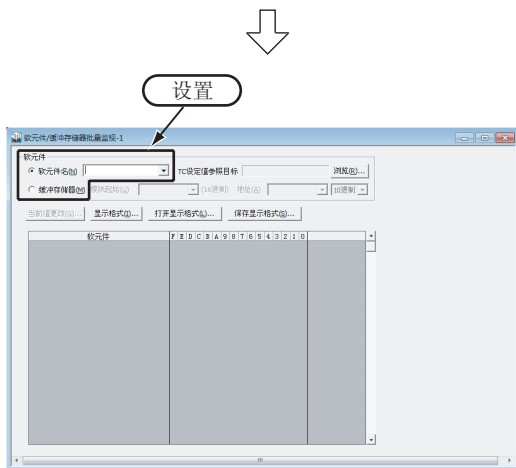 设置
软元件/缓冲存储器批量监视-1
软元件
软元件名(N) TC设定值参照目标 浏览(R)...
缓冲存储器(M) 模块起始(U) (16进制) 地址(A) 10进制
当前值更改(G)... 显示格式(D)... 打开显示格式(L)... 保存显示格式(S)...
软元件 F E D C B A 9 8 7 6 5 4 3 2 1 0